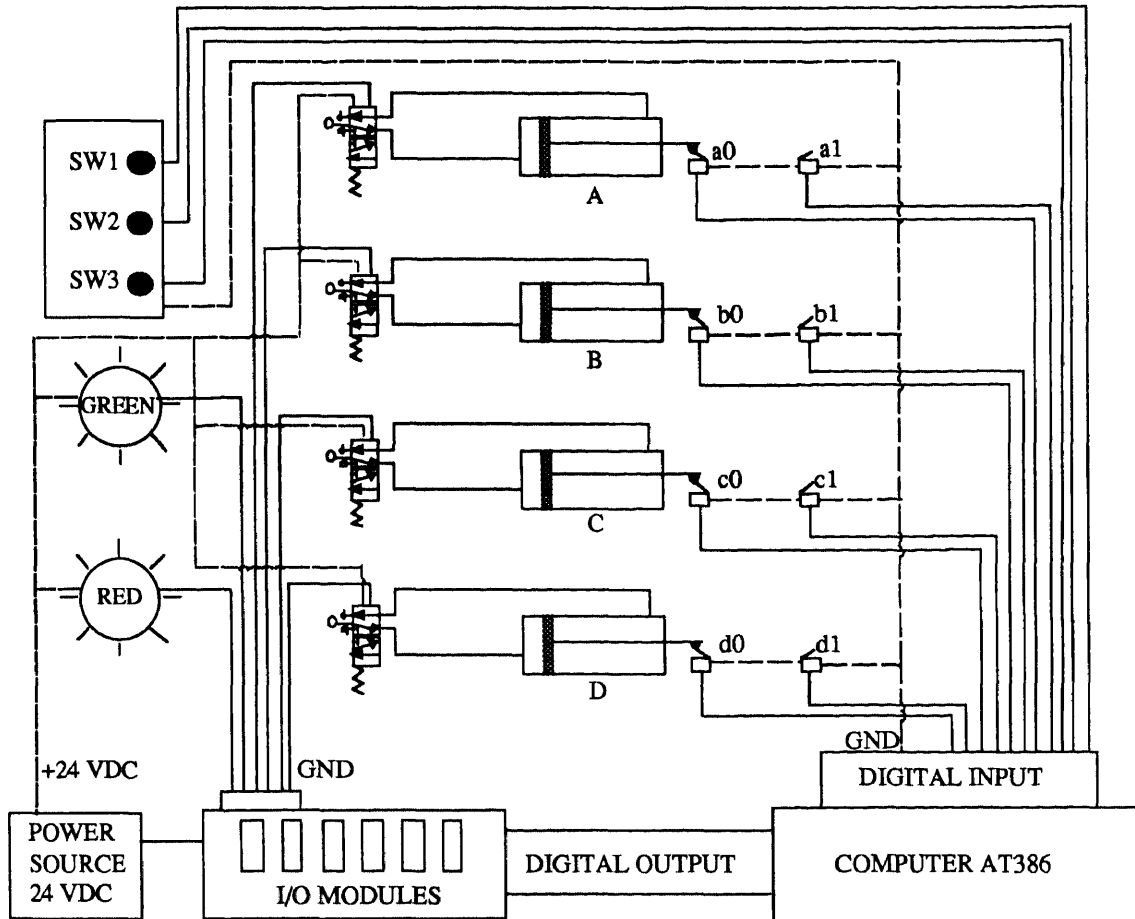 SW1
SW2
SW3
a0
a1
A
b0
b1
B
GREEN
c0
c1
C
RED
d0
d1
D
GND
+24 VDC
GND
DIGITAL INPUT
POWER
SOURCE
24 VDC
I/O MODULES
DIGITAL OUTPUT
COMPUTER AT386